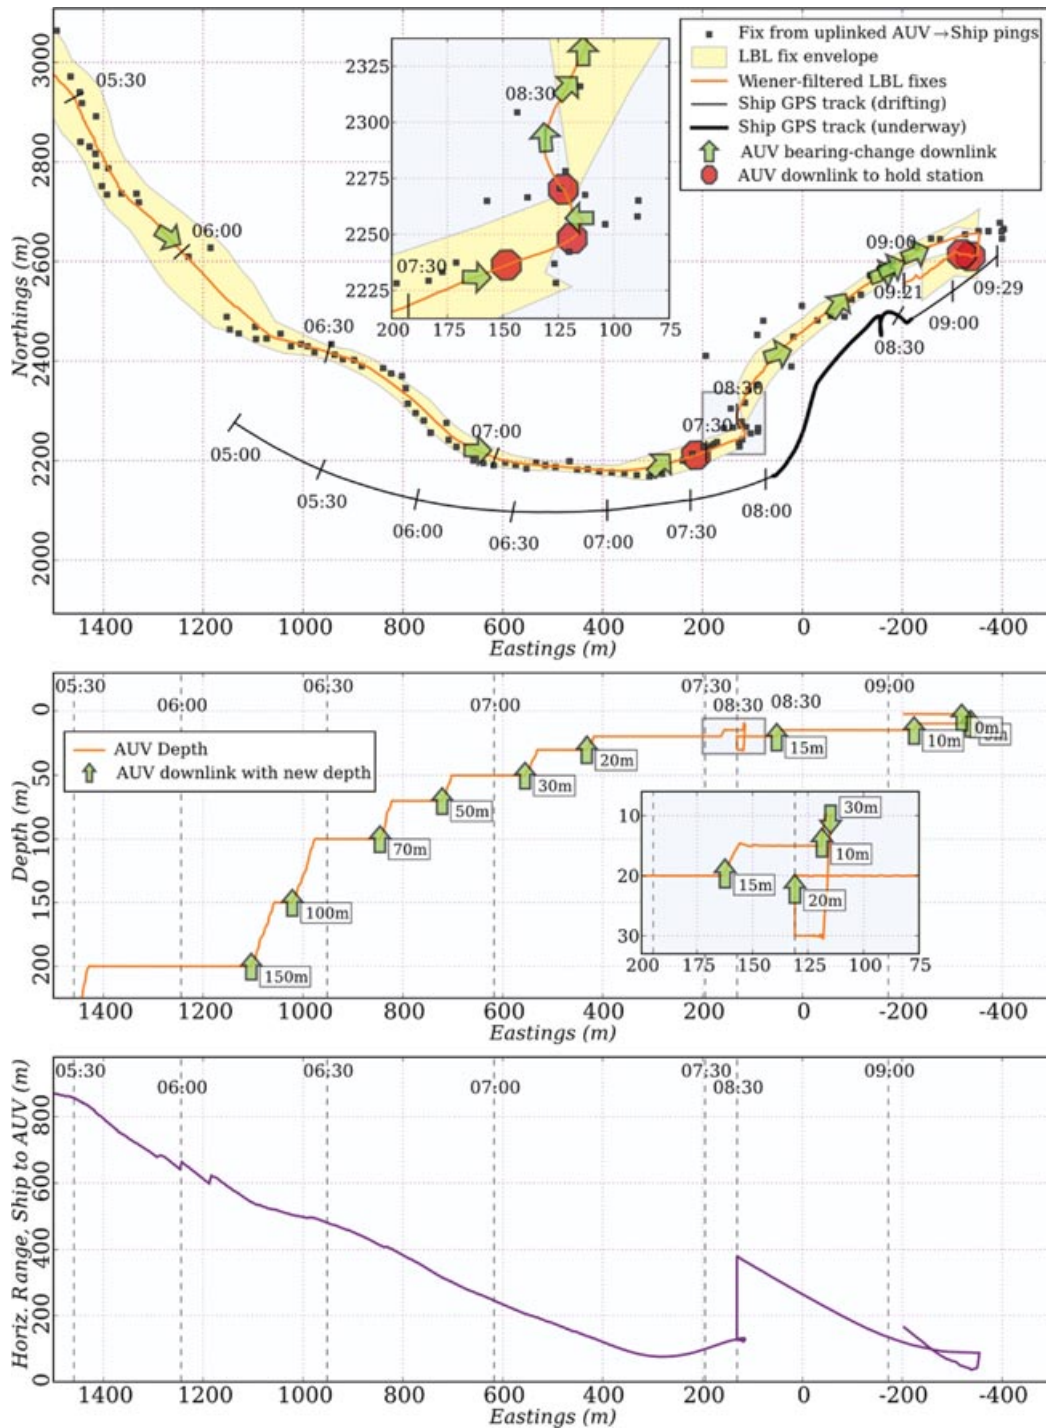 Fix from uplinked AUV→Ship pings
LBL fix envelope
Wiener-filtered LBL fixes
Ship GPS track (drifting)
Ship GPS track (underway)
AUV bearing-change downlink
AUV downlink to hold station
Northings (m)
3000
2800
2600
2400
2200
2000
05:30
06:00
06:30
07:00
07:30
08:30
09:00
09:21
09:29
09:00
08:30
05:00
05:30
06:00
06:30
07:00
07:30
08:00
2325
2300
2275
2250
2225
08:30
07:30
200 175 150 125 100 75
1400 1200 1000 800 600 400 200 0 -200 -400
Eastings (m)
05:30 06:30 07:30 09:00
06:00 07:00 08:30 08:30
Depth (m)
0
50
100
150
200
AUV Depth
AUV downlink with new depth
150m
100m
70m
50m
30m
20m
15m
10m
0m
10
20
30
30m
10m
15m
20m
200 175 150 125 100 75
1400 1200 1000 800 600 400 200 0 -200 -400
Eastings (m)
Horiz. Range, Ship to AUV (m)
05:30 06:30 07:30 09:00
06:00 07:00 08:30
800
600
400
200
0
1400 1200 1000 800 600 400 200 0 -200 -400
Eastings (m)